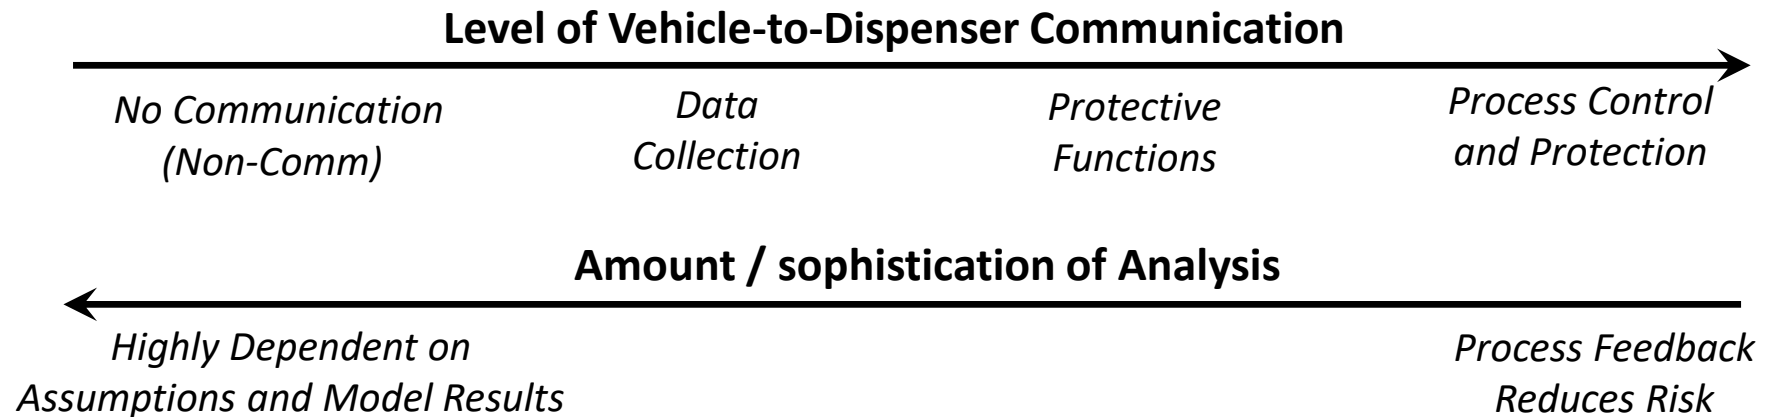 Level of Vehicle-to-Dispenser Communication
No Communication
(Non-Comm)
Data
Collection
Protective
Functions
Process Control
and Protection
Amount / sophistication of Analysis
Highly Dependent on
Assumptions and Model Results
Process Feedback
Reduces Risk